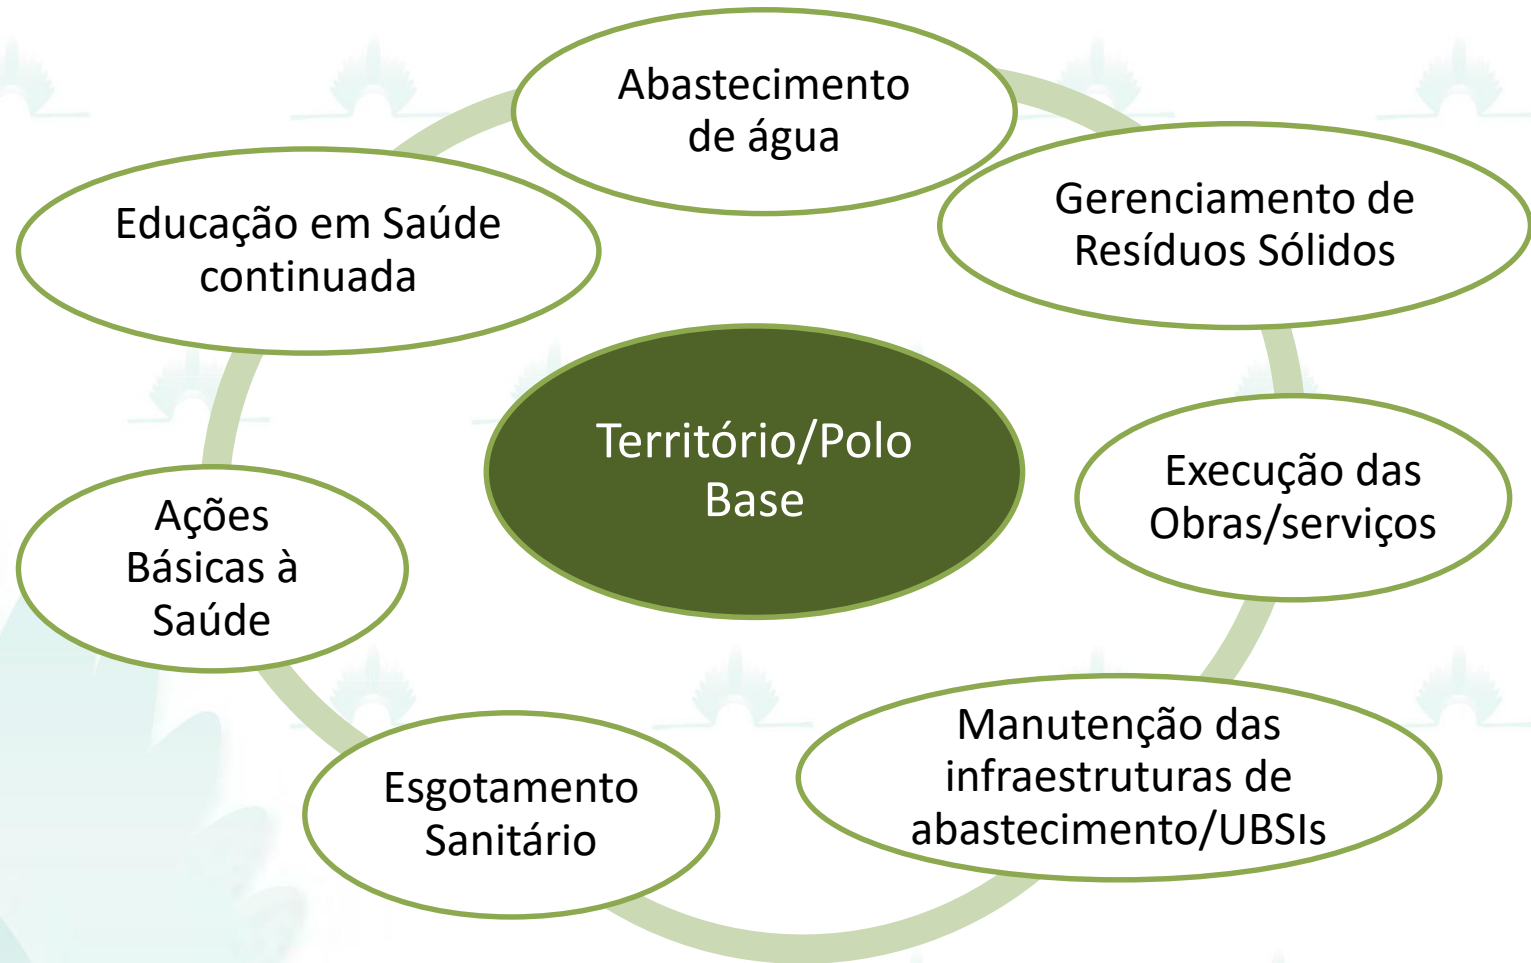 Abastecimento
de água
Gerenciamento de
Resíduos Sólidos
Educação em Saúde
continuada
Território/Polo
Base
Execução das
Obras/serviços
Ações
Básicas à
Saúde
Manutenção das
infraestruturas de
abastecimento/UBSIs
Esgotamento
Sanitário